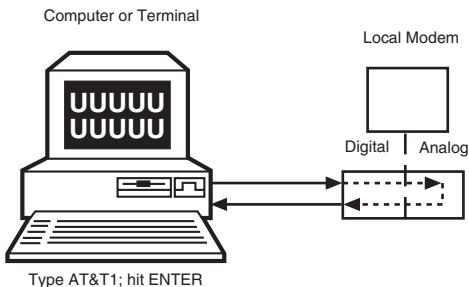 Computer or Terminal
Local Modem
UUUUU
UUUUU
Digital Analog
Type AT&T1; hit ENTER